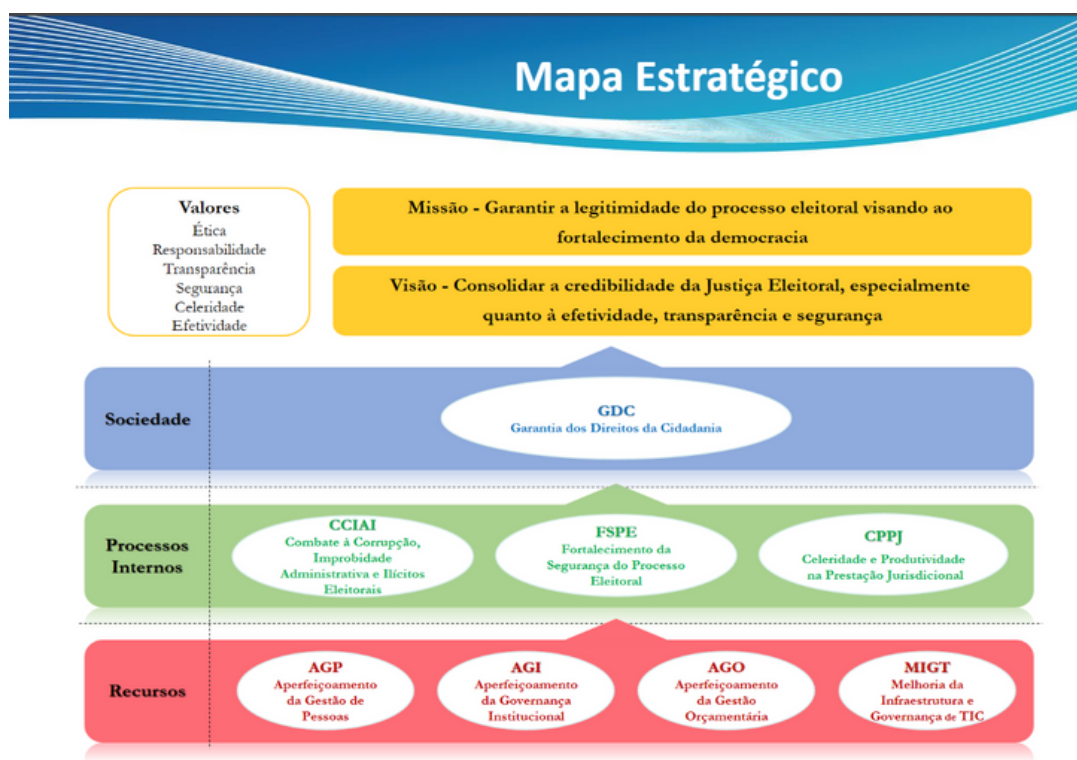 Mapa Estratégico
Valores
Ética
Responsabilidade
Transparência
Segurança
Celeridade
Efetividade
Missão - Garantir a legitimidade do processo eleitoral visando ao
fortalecimento da democracia
Visão - Consolidar a credibilidade da Justiça Eleitoral, especialmente
quanto à efetividade, transparência e segurança
Sociedade
GDC
Garantia dos Direitos da Cidadania
Processos
Internos
CCIAI
Combate à Corrupção,
Improbidade
Administrativa e Ilícitos
Eleitorais
FSPE
Fortalecimento da
Segurança do Processo
Eleitoral
CPPJ
Celeridade e Produtividade
na Prestação Jurisdicional
Recursos
AGP
Aperfeiçoamento
da Gestão de
Pessoas
AGI
Aperfeiçoamento
da Governança
Institucional
AGO
Aperfeiçoamento
da Gestão
Orçamentária
MIGT
Melhoria da
Infraestrutura e
Governança de TIC